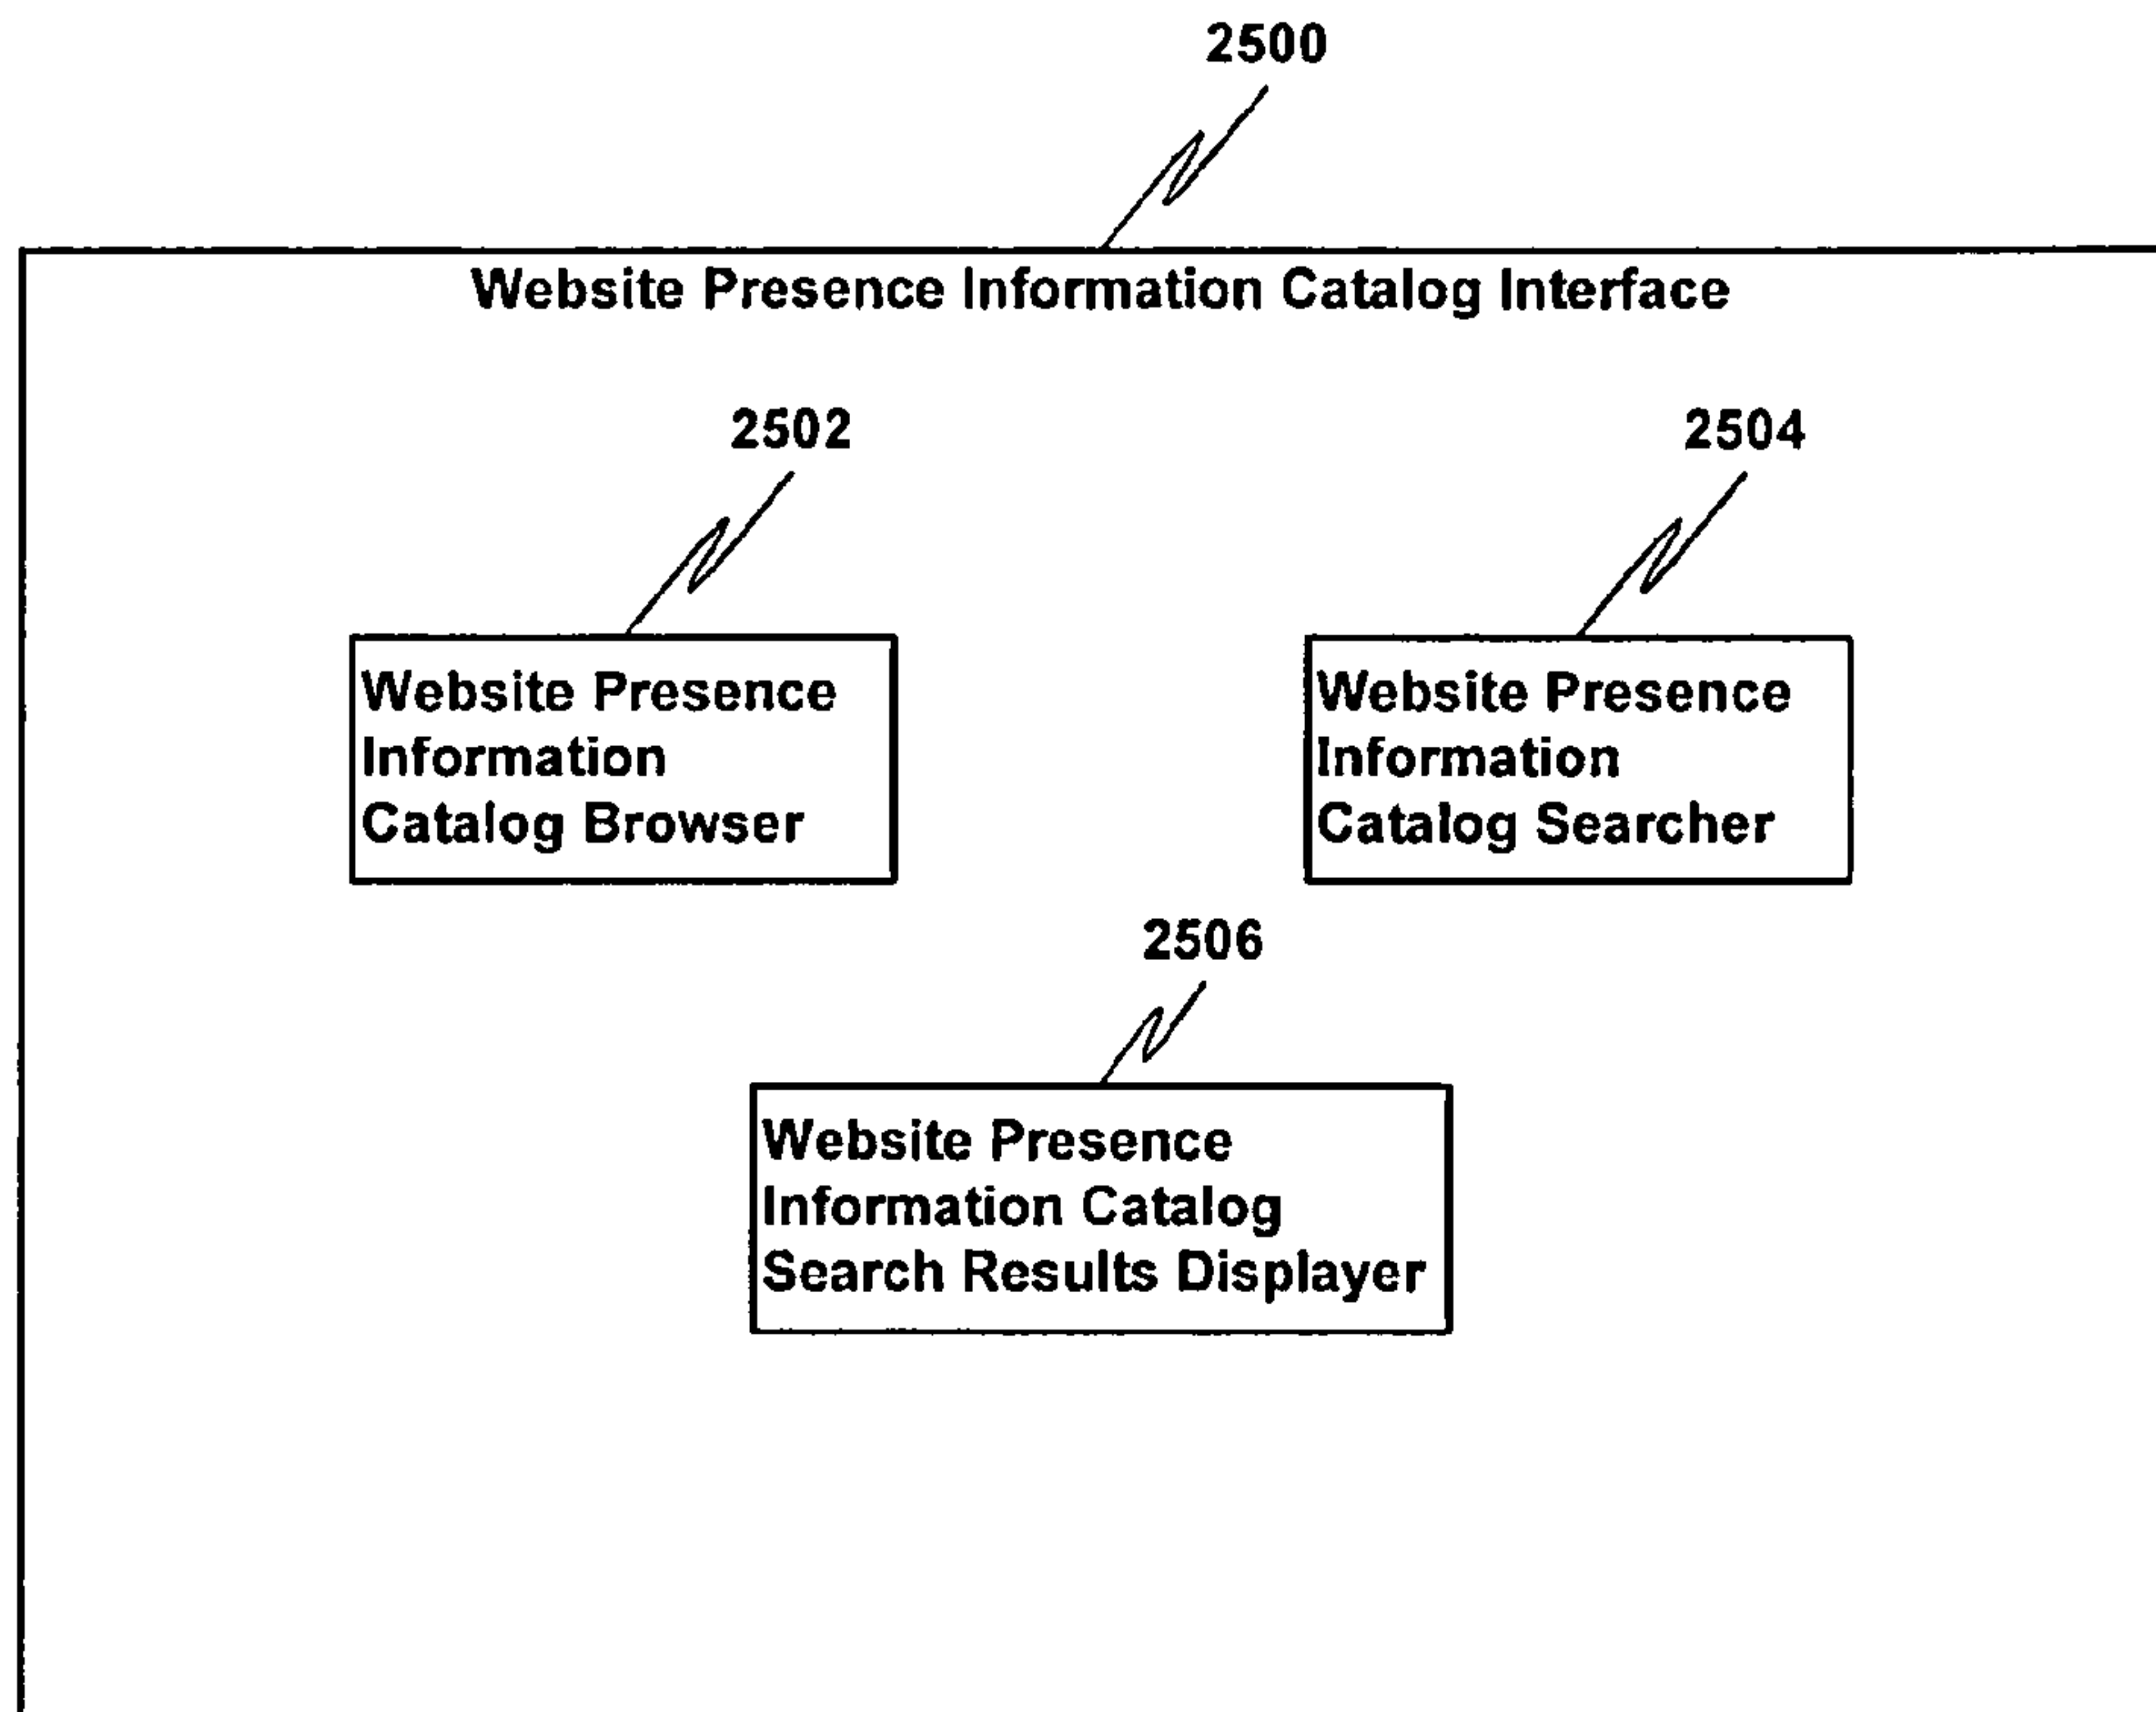 2500
Website Presence Information Catalog Interface
2502
2504
Website Presence
Information
Catalog Browser
Website Presence
Information
Catalog Searcher
2506
Website Presence
Information Catalog
Search Results Displayer